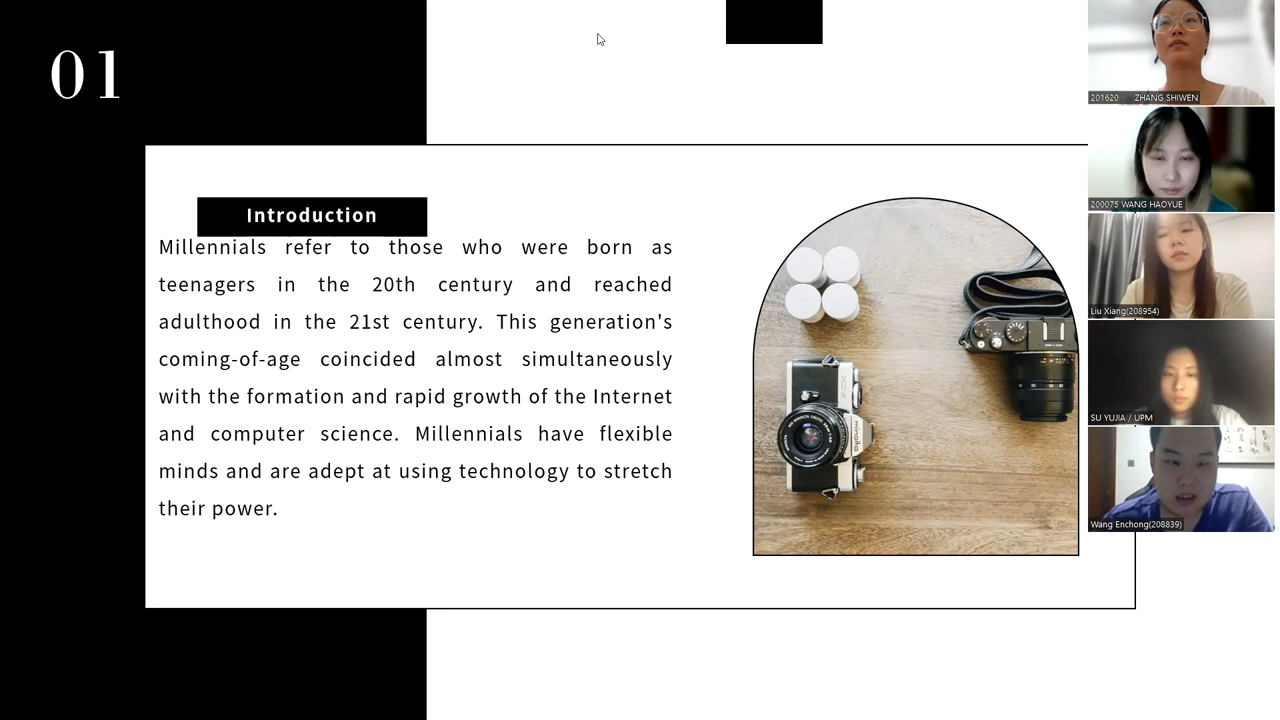 01
Introduction
Millennials refer to those who were born as
teenagers in the 20th century and reached
adulthood in the 21st century. This generation's
coming-of-age coincided almost simultaneously
with the formation and rapid growth of the Internet
and computer science. Millennials have flexible
minds and are adept at using technology to stretch
their power.
minolta
201620 ZHANG SHIWEN
200075 WANG HAOYUE
Liu Xiang(208954)
SU YUJIA / UPM
Wang Enchong(208839)